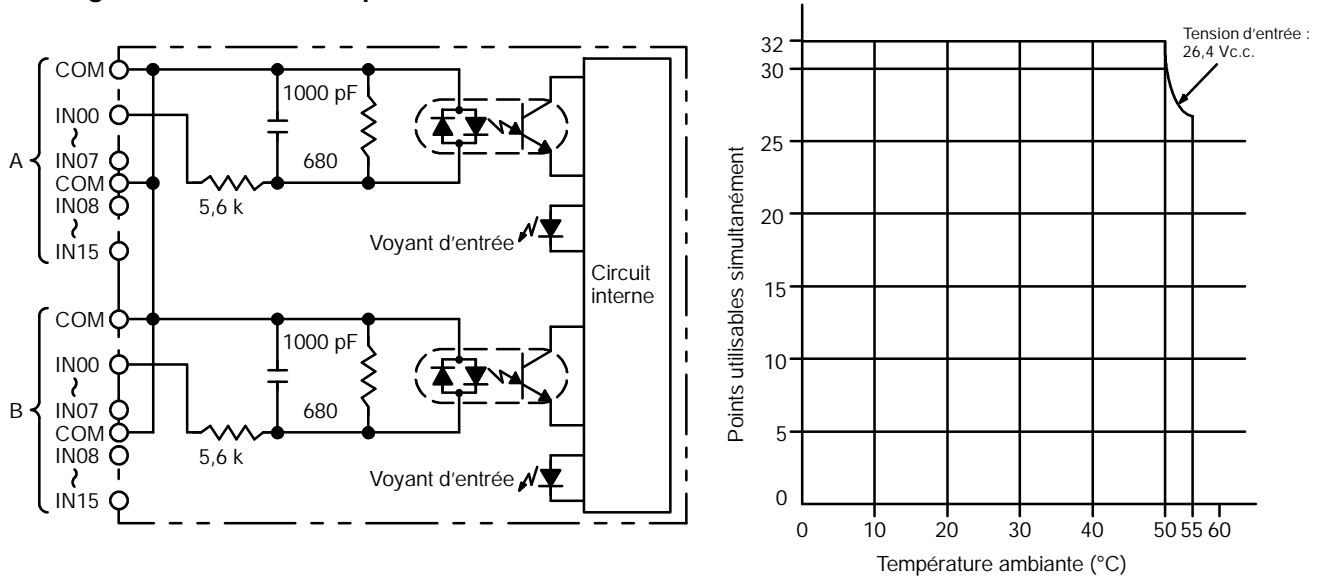 A
COM
IN00
IN07
COM
IN08
IN15
1000 pF
680
5,6 k
Voyant d'entrée
Circuit
interne
B
COM
IN00
IN07
COM
IN08
IN15
1000 pF
680
5,6 k
Voyant d'entrée
Points utilisables simultanément
32
30
25
20
15
10
5
0
Tension d'entrée :
26,4 Vc.c.
0 10 20 30 40 50 55 60
Température ambiante (°C)